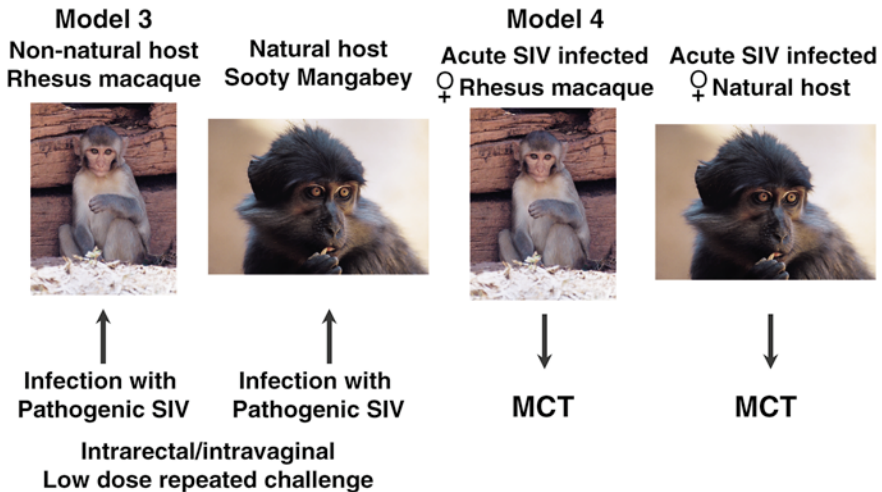 Model 3
Non-natural host
Rhesus macaque
Natural host
Sooty Mangabey
Infection with
Pathogenic SIV
Infection with
Pathogenic SIV
Intrarectal/intravaginal
Low dose repeated challenge
Model 4
Acute SIV infected
♀ Rhesus macaque
Acute SIV infected
♀ Natural host
MCT
MCT